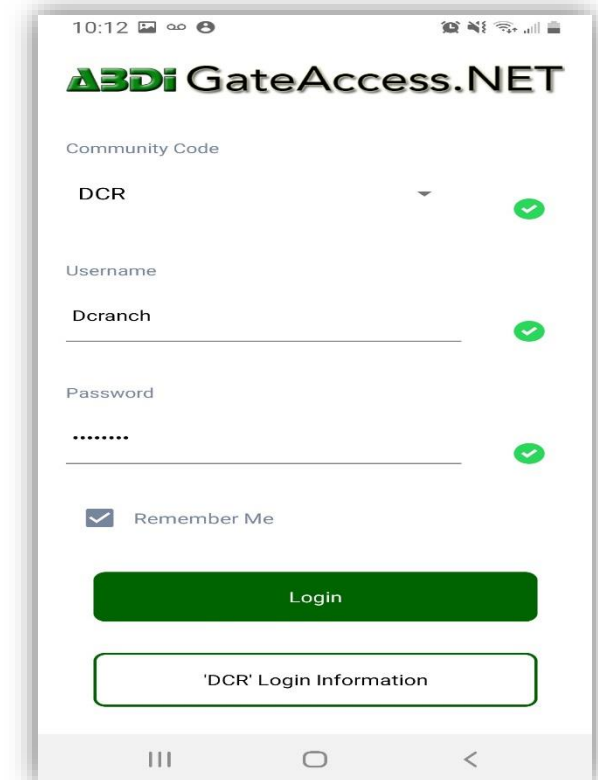 10:12
ABDi GateAccess.NET
Community Code
DCR
Username
Dcranch
Password
••••••••
Remember Me
Login
'DCR' Login Information